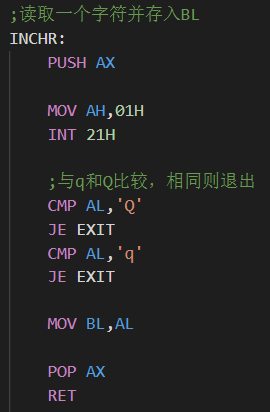 ;读取一个字符并存入BL
INCHR:
    PUSH AX
    MOV AH,01H
    INT 21H
    ;与q和Q比较，相同则退出
    CMP AL,'Q'
    JE EXIT
    CMP AL,'q'
    JE EXIT
    MOV BL,AL
    POP AX
    RET